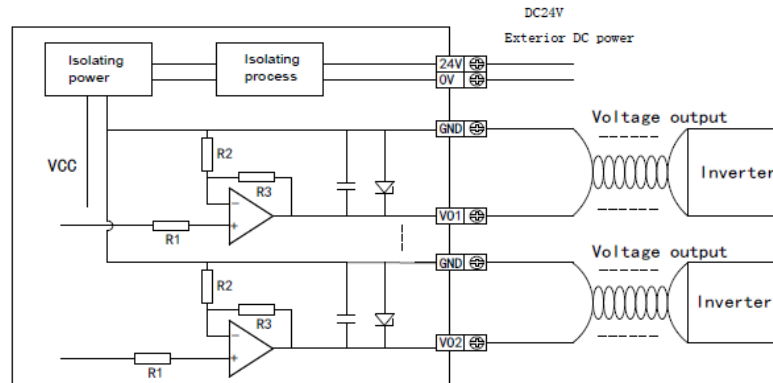 DC24V
Exterior DC power
Isolating
power
Isolating
process
24V
0V
GND
Voltage output
R2
VCC
R3
Inverter
R1
VO1
Voltage output
GND
R2
R3
Inverter
VO2
R1